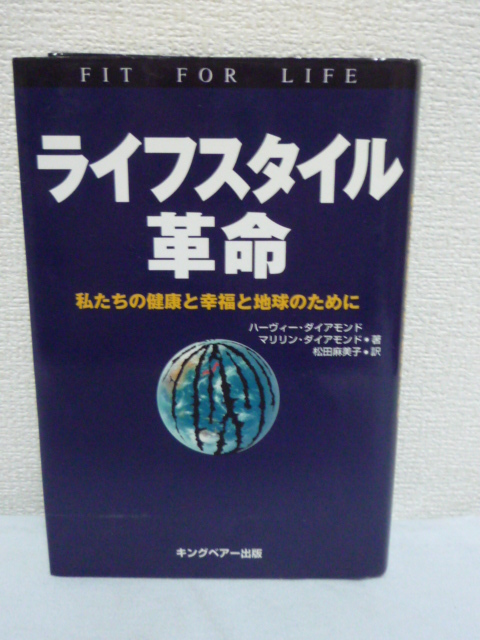 FIT FOR LIFE
ライフスタイル
革命
私たちの健康と幸福と地球のために
ハーヴィー・ダイアモンド
マリリン・ダイアモンド・著
松田麻美子・訳
キングベアー出版